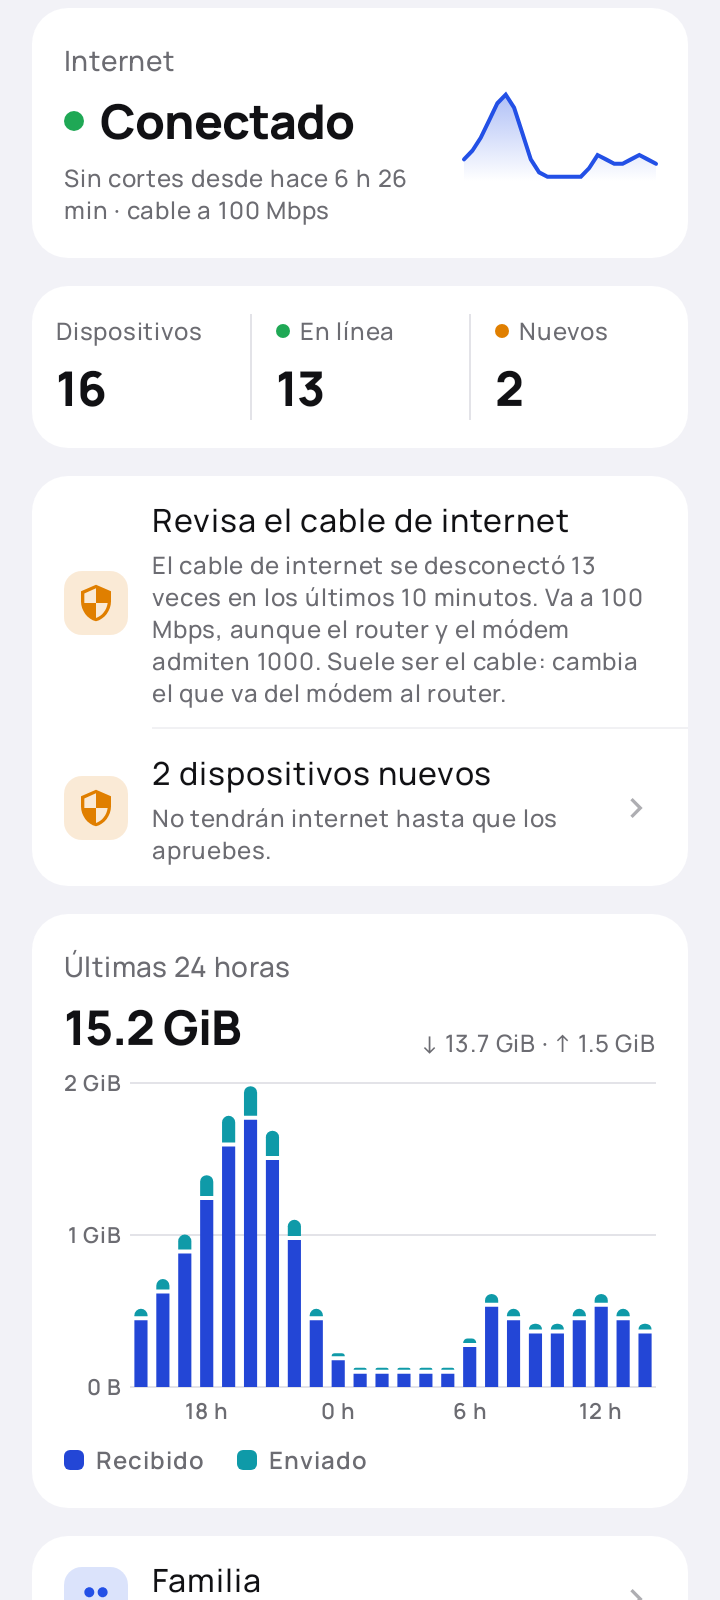 Internet
Conectado
Sin cortes desde hace 6 h 26
min · cable a 100 Mbps
Dispositivos
16
En línea
13
Nuevos
2
Revisa el cable de internet
El cable de internet se desconectó 13
veces en los últimos 10 minutos. Va a 100
Mbps, aunque el router y el módem
admiten 1000. Suele ser el cable: cambia
el que va del módem al router.
2 dispositivos nuevos
No tendrán internet hasta que los
apruebes.
Últimas 24 horas
15.2 GiB
↓ 13.7 GiB · ↑ 1.5 GiB
2 GiB
1 GiB
0 B
18 h 0 h 6 h 12 h
Recibido Enviado
Familia